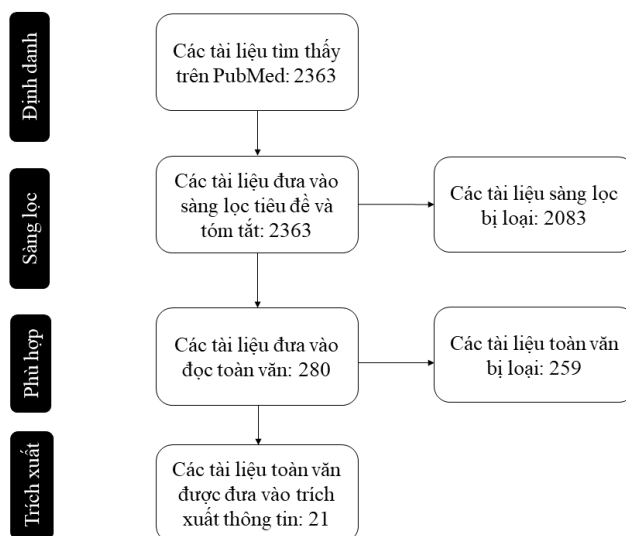 Định danh
Các tài liệu tìm thấy
trên PubMed: 2363
Sàng lọc
Các tài liệu đưa vào
sàng lọc tiêu đề và
tóm tắt: 2363
Các tài liệu sàng lọc
bị loại: 2083
Phù hợp
Các tài liệu đưa vào
đọc toàn văn: 280
Các tài liệu toàn văn
bị loại: 259
Trích xuất
Các tài liệu toàn văn
được đưa vào trích
xuất thông tin: 21